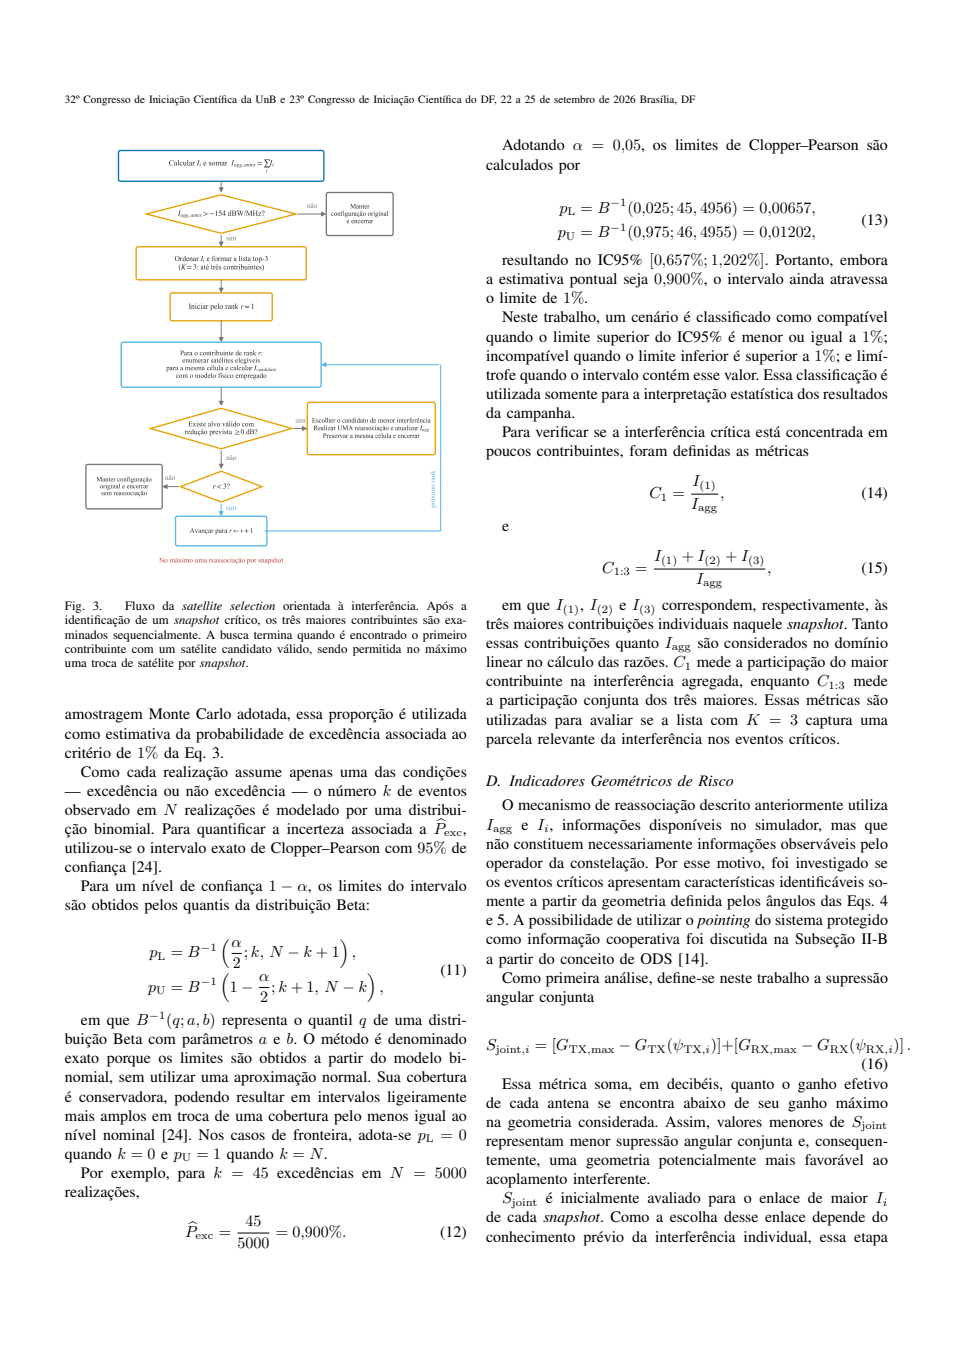 32º Congresso de Iniciação Científica da UnB e 23º Congresso de Iniciação Científica do DF, 22 a 25 de setembro de 2026 Brasília, DF
Calcular I_i e somar I_agg,antes = ∑ I_i
i
I_agg,antes > −154 dBW/MHz?
não
Manter
configuração original
e encerrar
sim
Ordenar I_i e formar a lista top-3
(K = 3: até três contribuintes)
Iniciar pelo rank r = 1
Para o contribuinte de rank r:
enumerar satélites elegíveis
para a mesma célula e calcular I_candidato
com o modelo físico empregado
Existe alvo válido com
redução prevista ≥ 0 dB?
sim
Escolher o candidato de menor interferência
Realizar UMA reassociação e atualizar I_agg
Preservar a mesma célula e encerrar
não
Manter configuração
original e encerrar
sem reassociação
não
r < 3?
sim
próximo rank
Avançar para r ← r + 1
No máximo uma reassociação por snapshot
Fig. 3. Fluxo da satellite selection orientada à interferência. Após a
identificação de um snapshot crítico, os três maiores contribuintes são exa-
minados sequencialmente. A busca termina quando é encontrado o primeiro
contribuinte com um satélite candidato válido, sendo permitida no máximo
uma troca de satélite por snapshot.
amostragem Monte Carlo adotada, essa proporção é utilizada
como estimativa da probabilidade de excedência associada ao
critério de 1% da Eq. 3.
Como cada realização assume apenas uma das condições
— excedência ou não excedência — o número k de eventos
observado em N realizações é modelado por uma distribui-
ção binomial. Para quantificar a incerteza associada a P̂_exc,
utilizou-se o intervalo exato de Clopper–Pearson com 95% de
confiança [24].
Para um nível de confiança 1 − α, os limites do intervalo
são obtidos pelos quantis da distribuição Beta:
p_L = B⁻¹ (α/2; k, N − k + 1),
p_U = B⁻¹ (1 − α/2; k + 1, N − k), (11)
em que B⁻¹(q; a, b) representa o quantil q de uma distri-
buição Beta com parâmetros a e b. O método é denominado
exato porque os limites são obtidos a partir do modelo bi-
nomial, sem utilizar uma aproximação normal. Sua cobertura
é conservadora, podendo resultar em intervalos ligeiramente
mais amplos em troca de uma cobertura pelo menos igual ao
nível nominal [24]. Nos casos de fronteira, adota-se p_L = 0
quando k = 0 e p_U = 1 quando k = N.
Por exemplo, para k = 45 excedências em N = 5000
realizações,
P̂_exc = 45/5000 = 0,900%. (12)
Adotando α = 0,05, os limites de Clopper–Pearson são
calculados por
p_L = B⁻¹(0,025; 45, 4956) = 0,00657,
p_U = B⁻¹(0,975; 46, 4955) = 0,01202, (13)
resultando no IC95% [0,657%; 1,202%]. Portanto, embora
a estimativa pontual seja 0,900%, o intervalo ainda atravessa
o limite de 1%.
Neste trabalho, um cenário é classificado como compatível
quando o limite superior do IC95% é menor ou igual a 1%;
incompatível quando o limite inferior é superior a 1%; e limí-
trofe quando o intervalo contém esse valor. Essa classificação é
utilizada somente para a interpretação estatística dos resultados
da campanha.
Para verificar se a interferência crítica está concentrada em
poucos contribuintes, foram definidas as métricas
C_1 = I_(1)/I_agg, (14)
e
C_1:3 = (I_(1) + I_(2) + I_(3))/I_agg, (15)
em que I_(1), I_(2) e I_(3) correspondem, respectivamente, às
três maiores contribuições individuais naquele snapshot. Tanto
essas contribuições quanto I_agg são considerados no domínio
linear no cálculo das razões. C_1 mede a participação do maior
contribuinte na interferência agregada, enquanto C_1:3 mede
a participação conjunta dos três maiores. Essas métricas são
utilizadas para avaliar se a lista com K = 3 captura uma
parcela relevante da interferência nos eventos críticos.
D. Indicadores Geométricos de Risco
O mecanismo de reassociação descrito anteriormente utiliza
I_agg e I_i, informações disponíveis no simulador, mas que
não constituem necessariamente informações observáveis pelo
operador da constelação. Por esse motivo, foi investigado se
os eventos críticos apresentam características identificáveis so-
mente a partir da geometria definida pelos ângulos das Eqs. 4
e 5. A possibilidade de utilizar o pointing do sistema protegido
como informação cooperativa foi discutida na Subseção II-B
a partir do conceito de ODS [14].
Como primeira análise, define-se neste trabalho a supressão
angular conjunta
S_joint,i = [G_TX,max − G_TX(ψ_TX,i)]+[G_RX,max − G_RX(ψ_RX,i)] .
(16)
Essa métrica soma, em decibéis, quanto o ganho efetivo
de cada antena se encontra abaixo de seu ganho máximo
na geometria considerada. Assim, valores menores de S_joint
representam menor supressão angular conjunta e, consequen-
temente, uma geometria potencialmente mais favorável ao
acoplamento interferente.
S_joint é inicialmente avaliado para o enlace de maior I_i
de cada snapshot. Como a escolha desse enlace depende do
conhecimento prévio da interferência individual, essa etapa